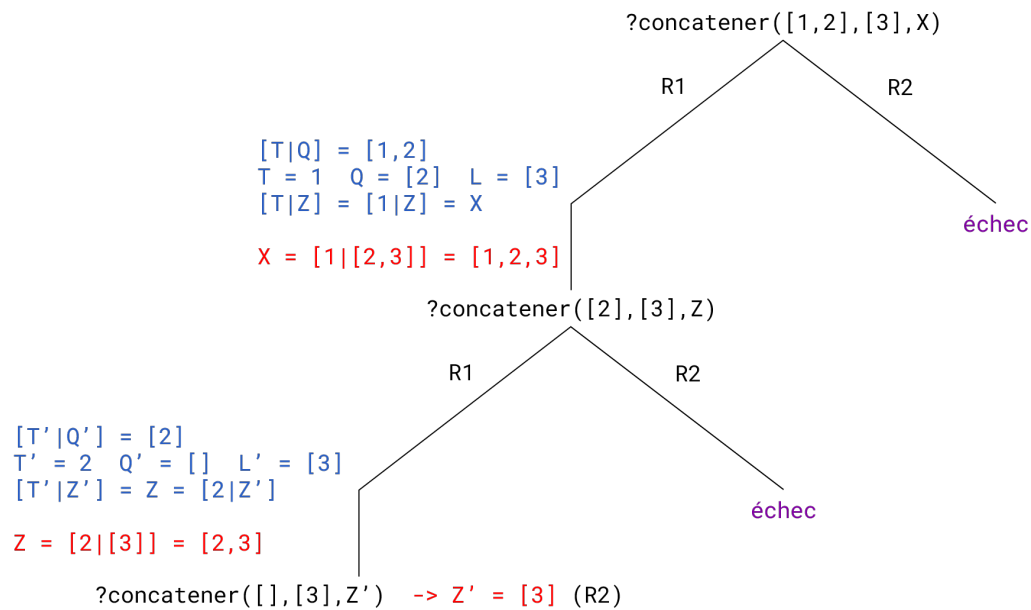 ?concatener([1,2],[3],X)
R1
R2
[T|Q] = [1,2]
T = 1 Q = [2] L = [3]
[T|Z] = [1|Z] = X
échec
X = [1|[2,3]] = [1,2,3]
?concatener([2],[3],Z)
R1
R2
[T’|Q’] = [2]
T’ = 2 Q’ = [] L’ = [3]
[T’|Z’] = Z = [2|Z’]
échec
Z = [2|[3]] = [2,3]
?concatener([],[3],Z’) -> Z’ = [3] (R2)